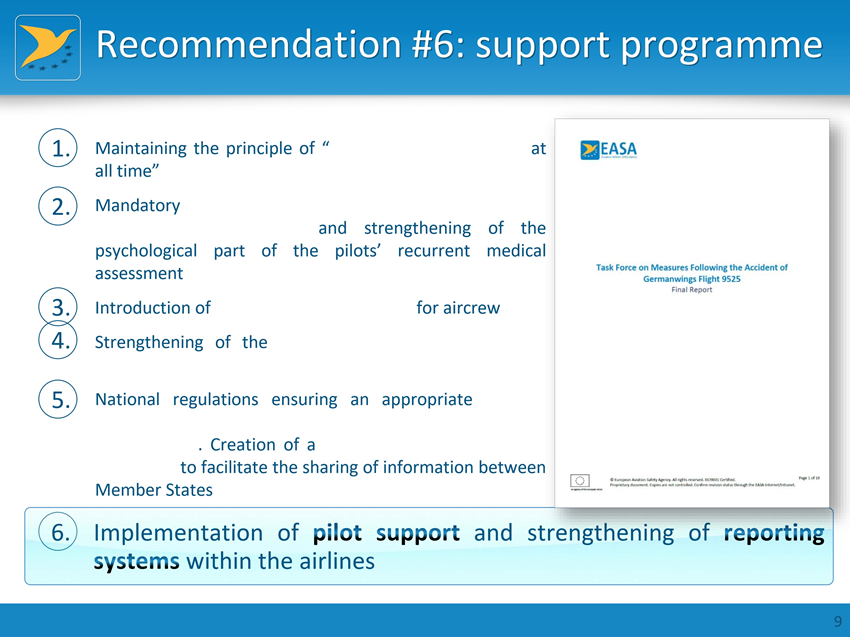 Recommendation #6: support programme
1. Maintaining the principle of “ at
all time”
2. Mandatory
and strengthening of the
psychological part of the pilots’ recurrent medical
assessment
3. Introduction of for aircrew
4. Strengthening of the
5. National regulations ensuring an appropriate
. Creation of a
to facilitate the sharing of information between
Member States
6. Implementation of pilot support and strengthening of reporting
systems within the airlines
EASA
Task Force on Measures Following the Accident of
Germanwings Flight 9525
Final Report
© European Aviation Safety Agency. All rights reserved. ISO9001 Certified. Page 1 of 19
Proprietary document. Copies are not controlled. Confirm revision status through the EASA-Internet/Intranet.
9